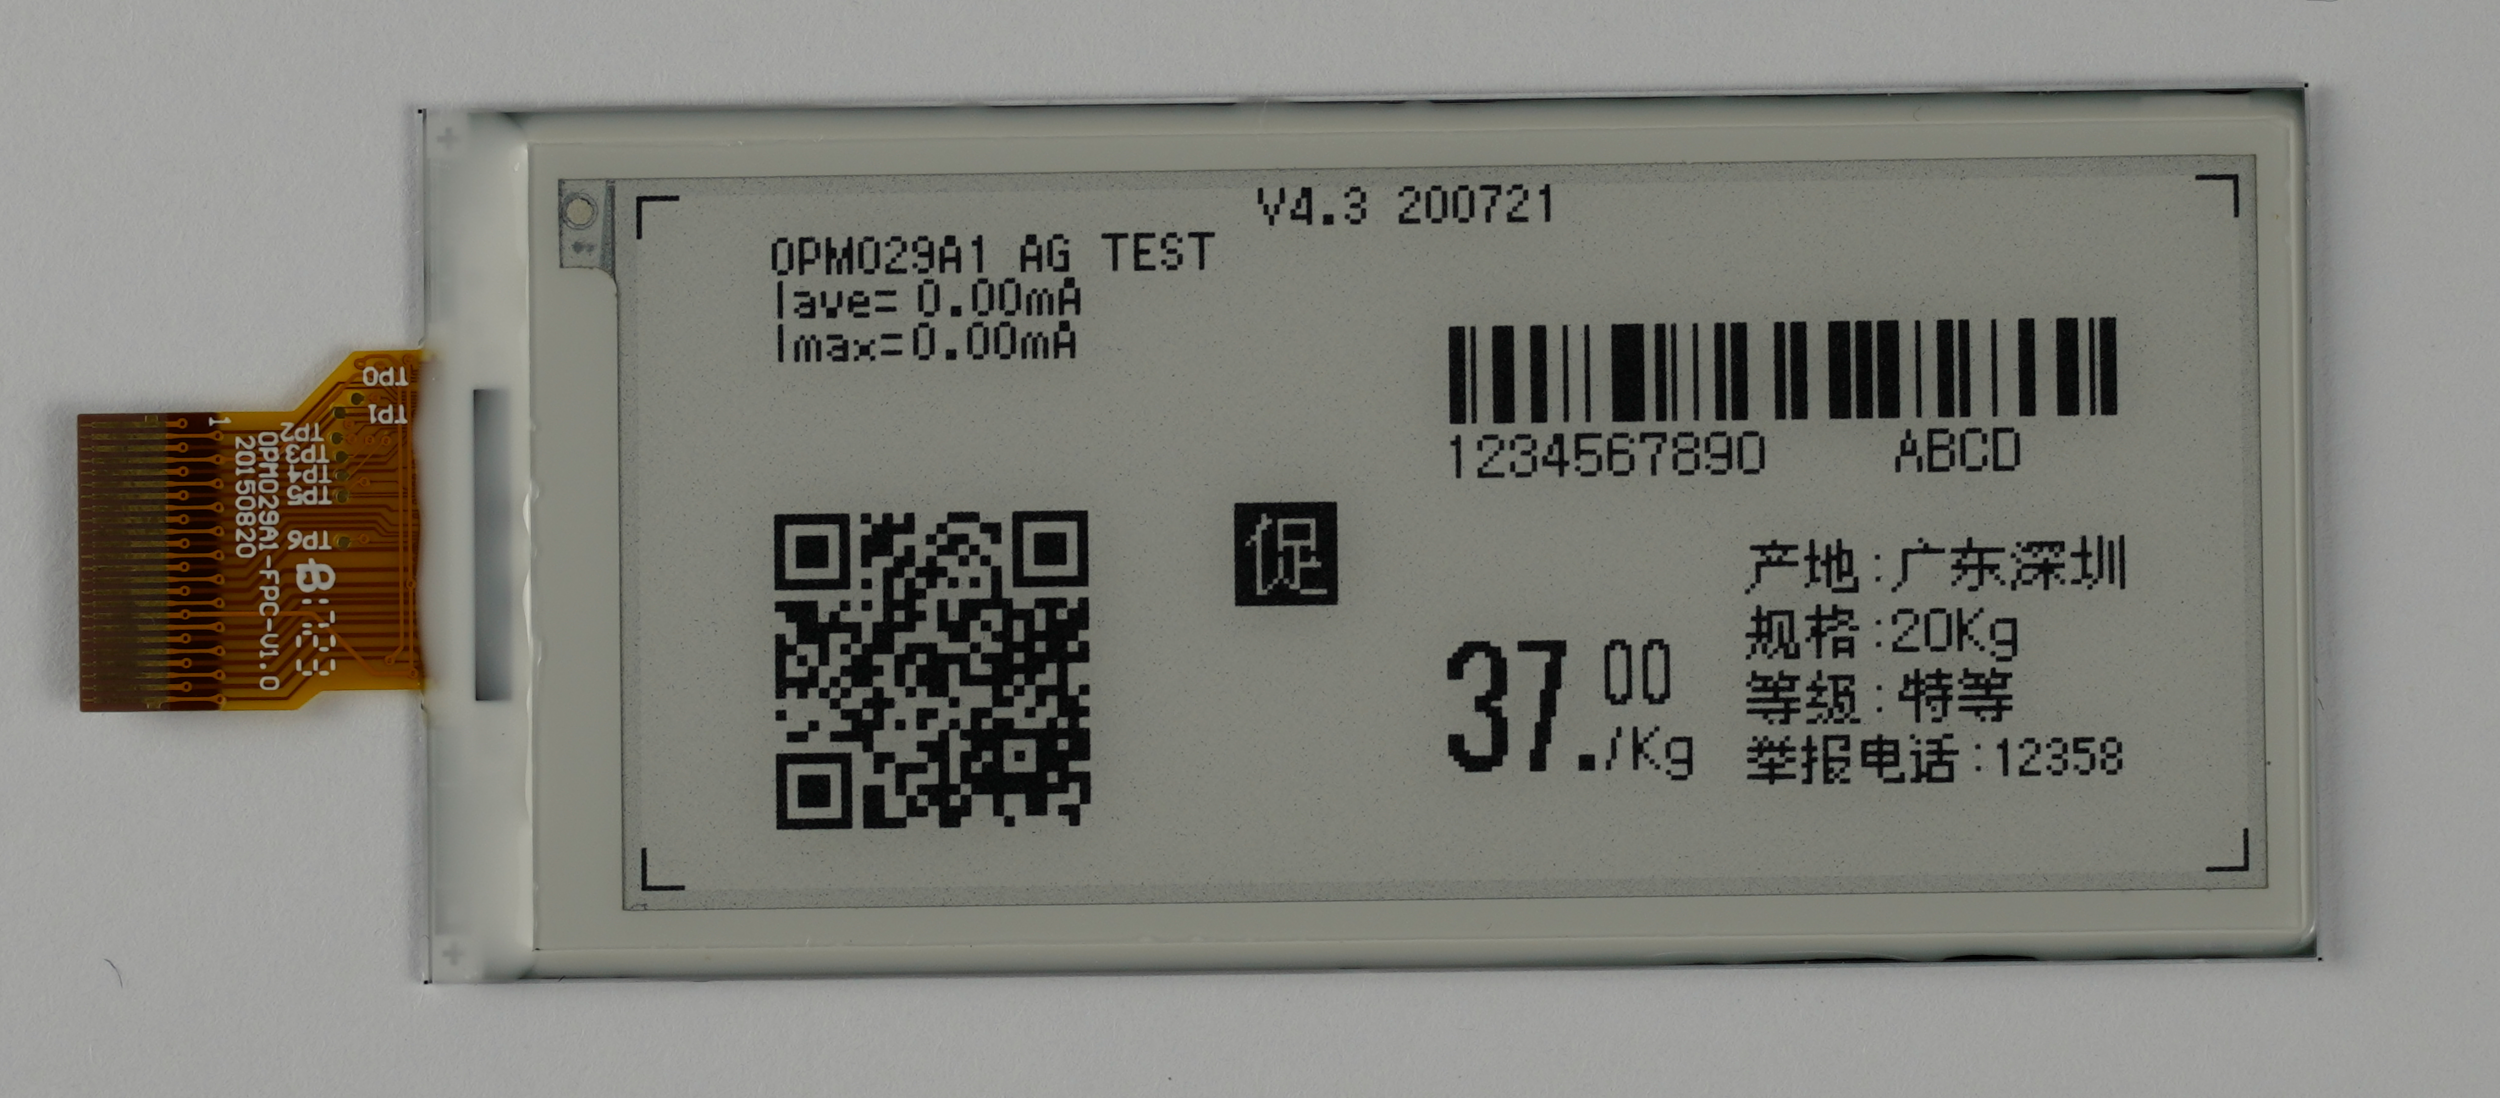 V4.3 200721
OPM029A1 AG TEST
Iave= 0.00mA
Imax=0.00mA
1234567890 ABCD
促
产地:广东深圳
规格:20Kg
等级:特等
举报电话:12358
37.00/Kg
TP0
TP1
TP2
TP3
TP4
TP5
TP6
1
OPM029A1-FPC-V1.0
20150820